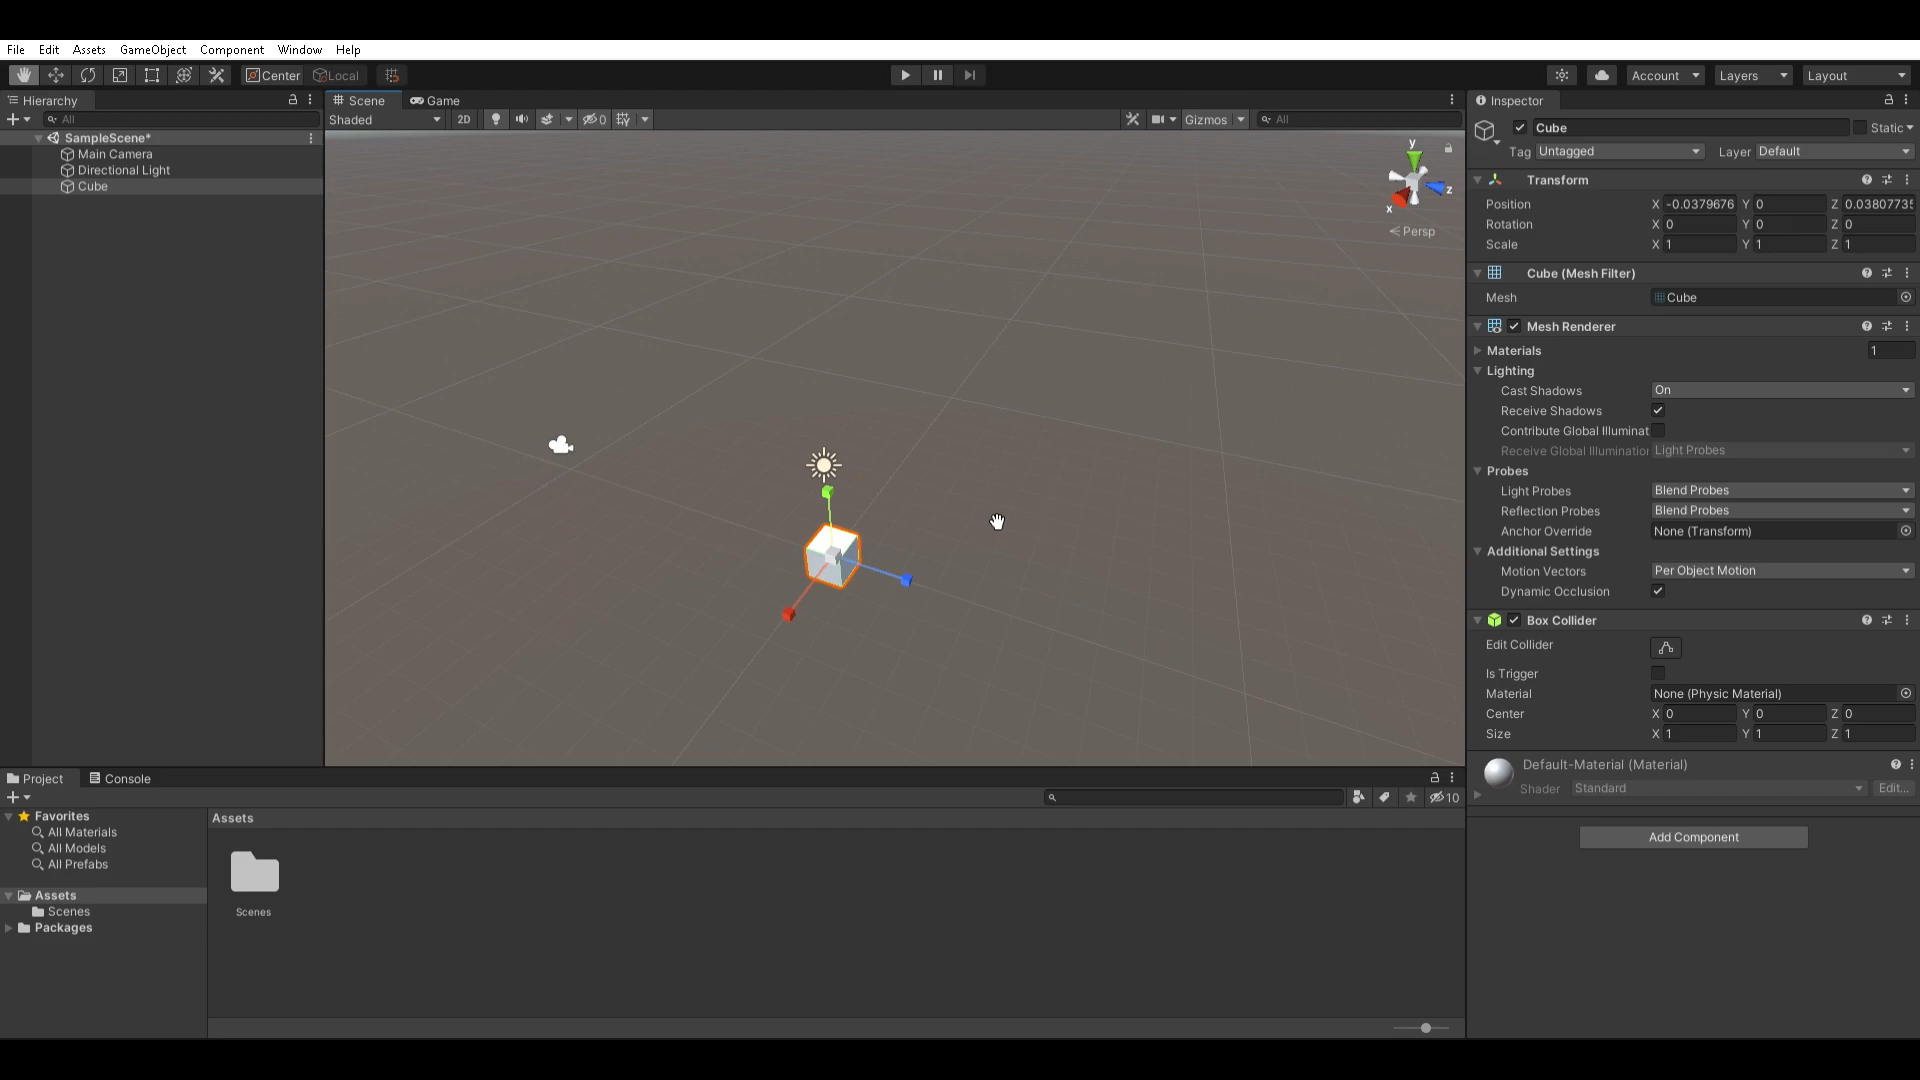 File Edit Assets GameObject Component Window Help
Center Local Account Layers Layout
Hierarchy
All
SampleScene*
Main Camera
Directional Light
Cube
Scene Game
Shaded 2D 0 Gizmos All
y
z
x
Persp
Inspector
Cube Static
Tag Untagged Layer Default
Transform
Position X -0.0379676 Y 0 Z 0.0380773
Rotation X 0 Y 0 Z 0
Scale X 1 Y 1 Z 1
Cube (Mesh Filter)
Mesh Cube
Mesh Renderer
Materials 1
Lighting
Cast Shadows On
Receive Shadows
Contribute Global Illuminat
Receive Global Illumination Light Probes
Probes
Light Probes Blend Probes
Reflection Probes Blend Probes
Anchor Override None (Transform)
Additional Settings
Motion Vectors Per Object Motion
Dynamic Occlusion
Box Collider
Edit Collider
Is Trigger
Material None (Physic Material)
Center X 0 Y 0 Z 0
Size X 1 Y 1 Z 1
Default-Material (Material)
Shader Standard Edit...
Add Component
Project Console
10
Favorites
All Materials
All Models
All Prefabs
Assets
Scenes
Packages
Assets
Scenes